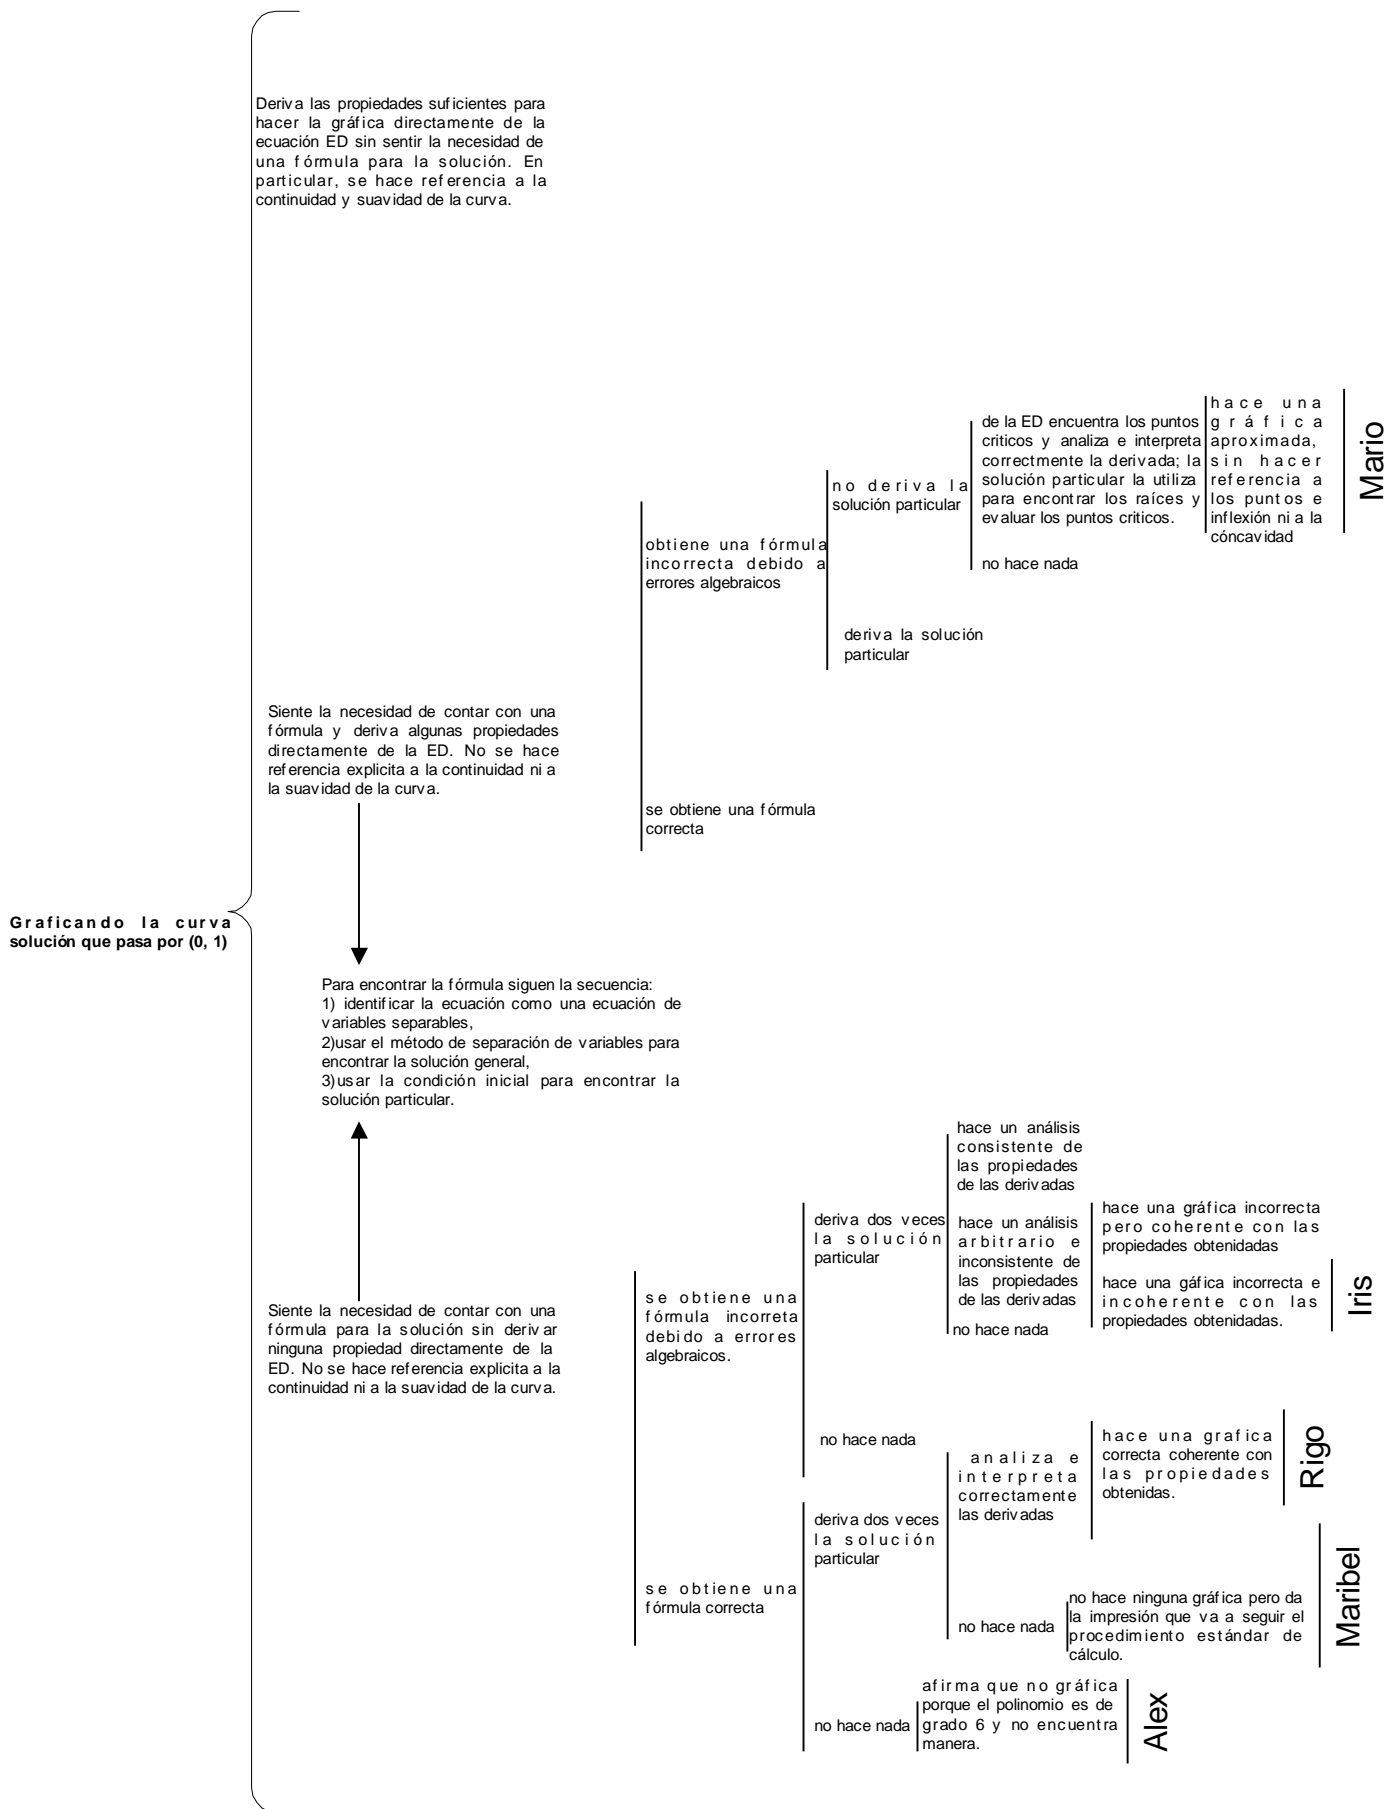 Deriva las propiedades suficientes para
hacer la gráfica directamente de la
ecuación ED sin sentir la necesidad de
una fórmula para la solución. En
particular, se hace referencia a la
continuidad y suavidad de la curva.
hace una
gráfica
aproximada,
sin hacer
referencia a
los puntos e
inflexión ni a la
cóncavidad
Mario
de la ED encuentra los puntos
criticos y analiza e interpreta
correctmente la derivada; la
solución particular la utiliza
para encontrar los raíces y
evaluar los puntos criticos.
no deriva la
solución particular
obtiene una fórmula
incorrecta debido a
errores algebraicos
no hace nada
deriva la solución
particular
Siente la necesidad de contar con una
fórmula y deriva algunas propiedades
directamente de la ED. No se hace
referencia explicita a la continuidad ni a
la suavidad de la curva.
se obtiene una fórmula
correcta
Graficando la curva
solución que pasa por (0, 1)
Para encontrar la fórmula siguen la secuencia:
1) identificar la ecuación como una ecuación de
variables separables,
2)usar el método de separación de variables para
encontrar la solución general,
3)usar la condición inicial para encontrar la
solución particular.
hace un análisis
consistente de
las propiedades
de las derivadas
deriva dos veces
la solución
particular
hace un análisis
arbitrario e
inconsistente de
las propiedades
de las derivadas
hace una gráfica incorrecta
pero coherente con las
propiedades obtenidadas
hace una gáfica incorrecta e
incoherente con las
propiedades obtenidadas.
Iris
no hace nada
se obtiene una
fórmula incorreta
debido a errores
algebraicos.
Siente la necesidad de contar con una
fórmula para la solución sin derivar
ninguna propiedad directamente de la
ED. No se hace referencia explicita a la
continuidad ni a la suavidad de la curva.
no hace nada
analiza e
interpreta
correctamente
las derivadas
hace una grafica
correcta coherente con
las propiedades
obtenidas.
Rigo
deriva dos veces
la solución
particular
se obtiene una
fórmula correcta
no hace nada
no hace ninguna gráfica pero da
la impresión que va a seguir el
procedimiento estándar de
cálculo.
Maribel
no hace nada
afirma que no gráfica
porque el polinomio es de
grado 6 y no encuentra
manera.
Alex